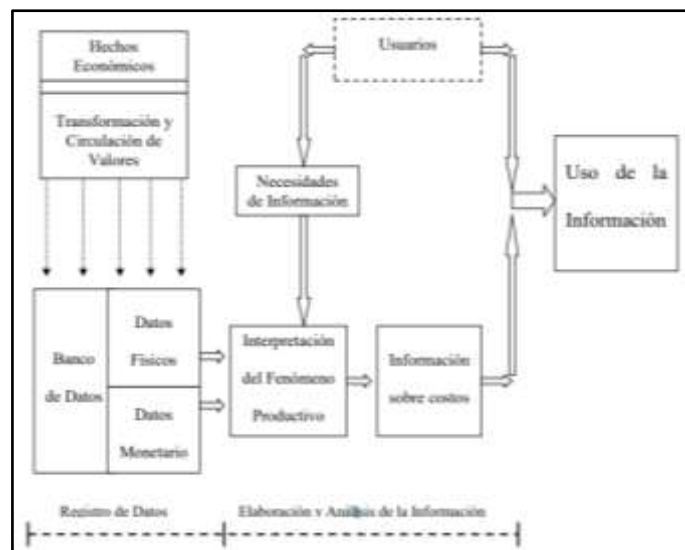 Hechos
Económicos
Transformación y
Circulación de
Valores
Usuarios
Necesidades
de Información
Uso de la
Información
Banco
de Datos
Datos
Físicos
Datos
Monetario
Interpretación
del Fenómeno
Productivo
Información
sobre costos
Registro de Datos
Elaboración y Análisis de la Información